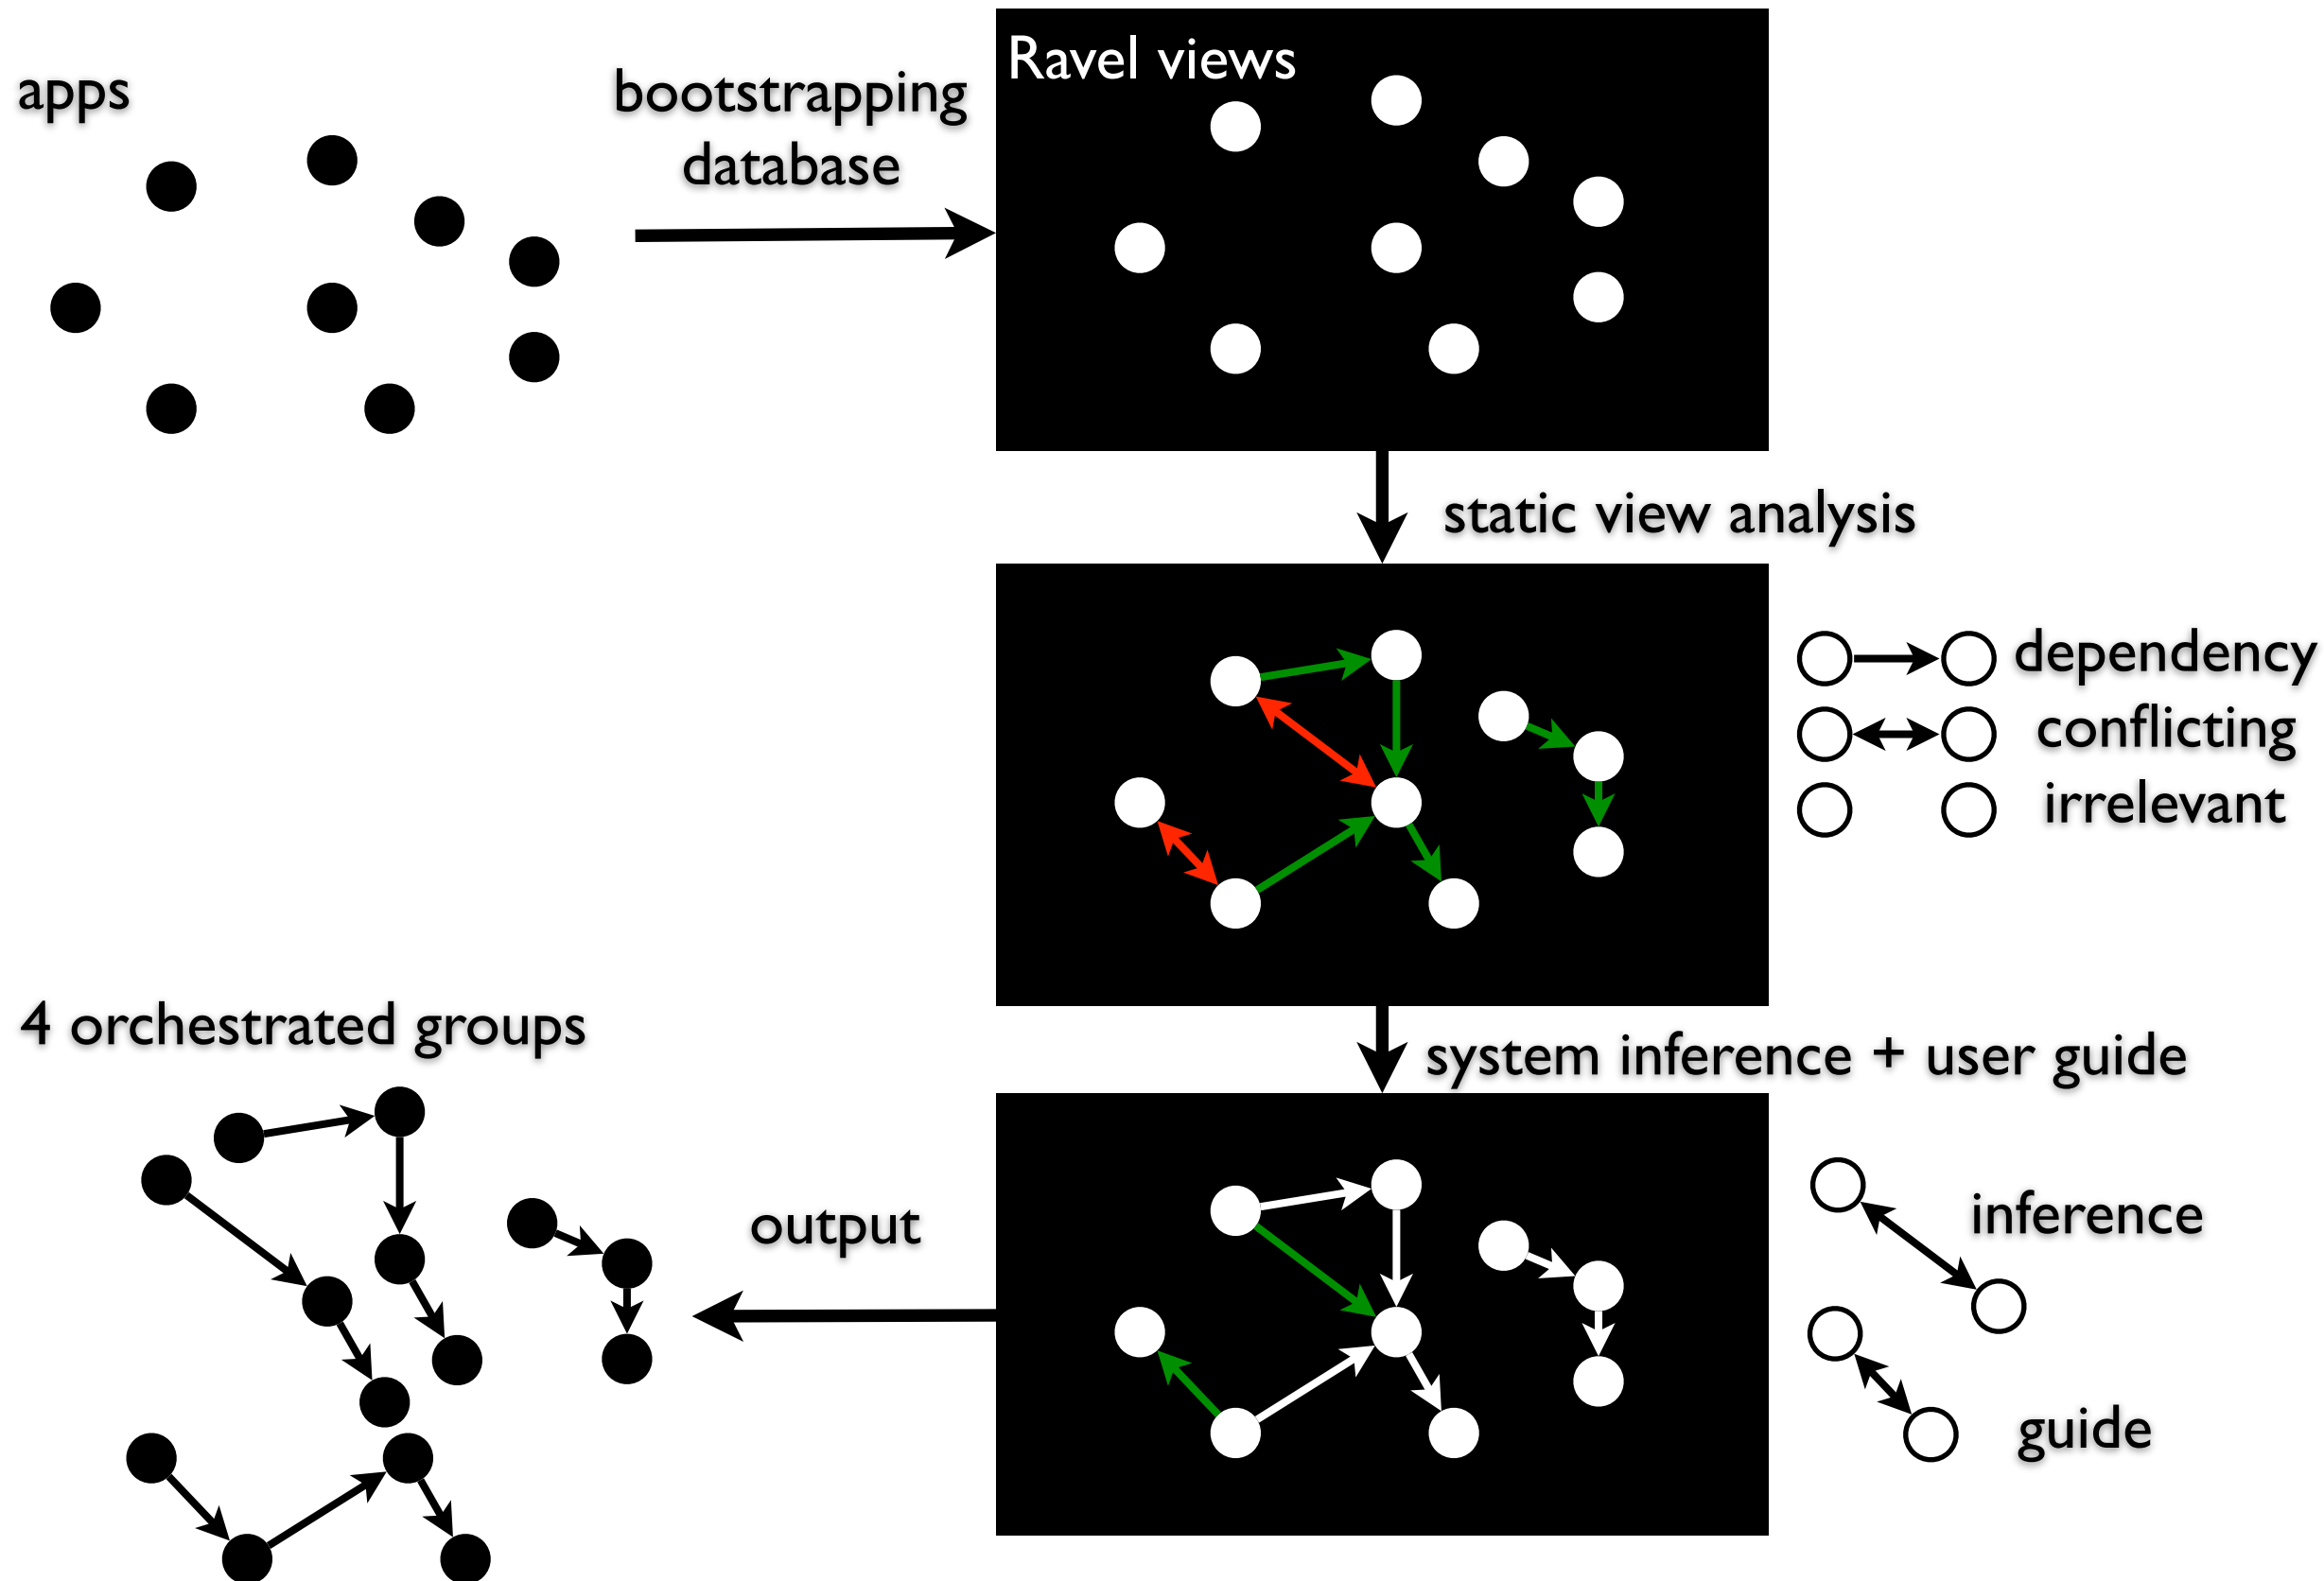 apps
bootstrapping
database
Ravel views
static view analysis
dependency
conflicting
irrelevant
4 orchestrated groups
system inference + user guide
output
inference
guide